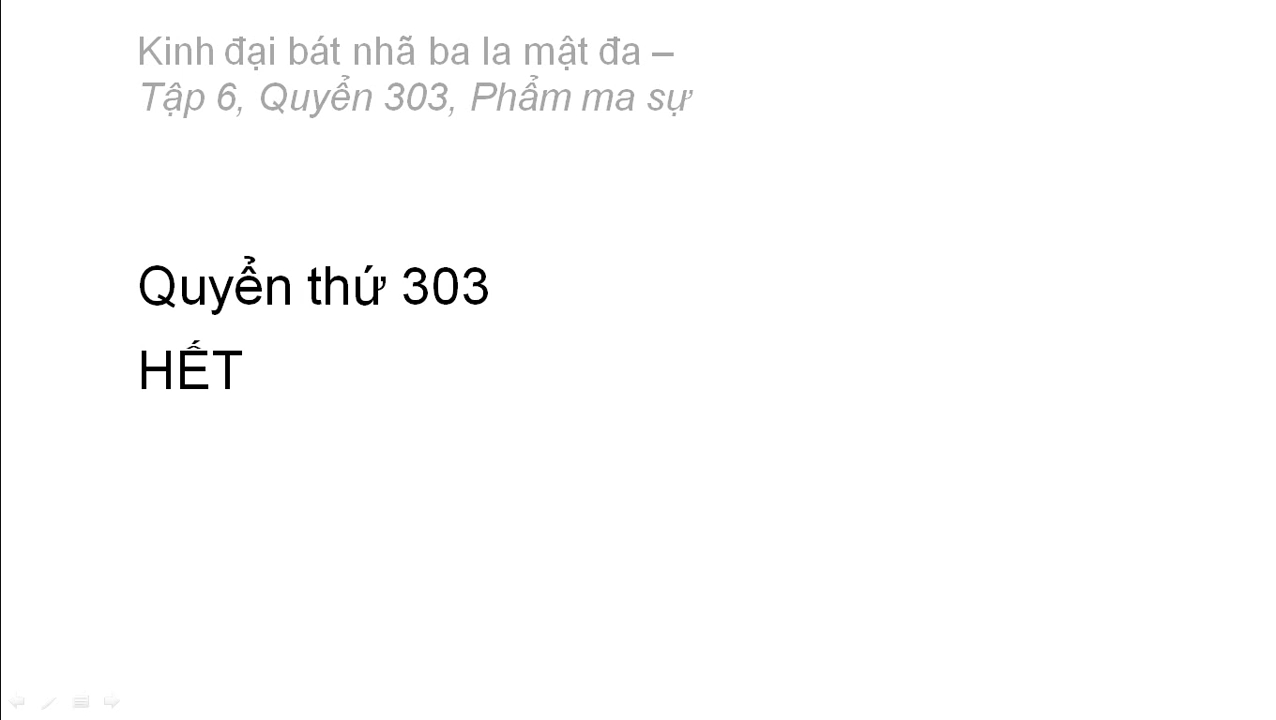 Kinh đại bát nhã ba la mật đa –
Tập 6, Quyển 303, Phẩm ma sự
Quyển thứ 303
HẾT